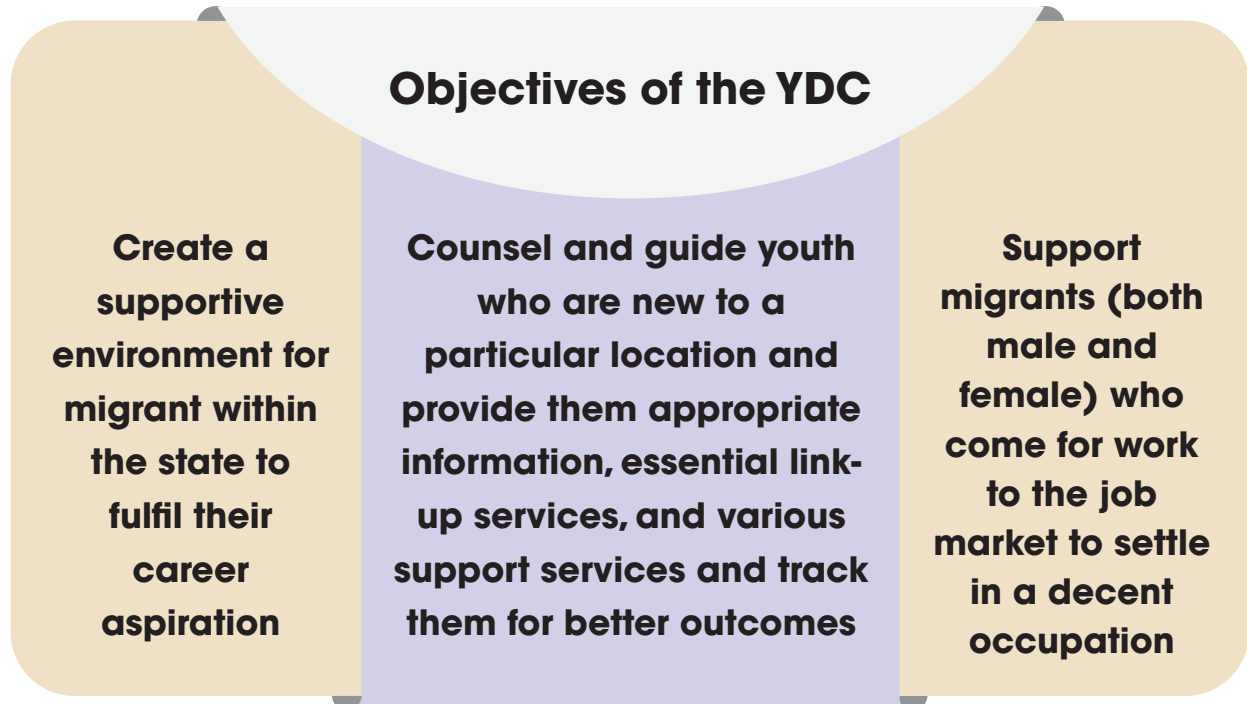 Objectives of the YDC
Create a
supportive
environment for
migrant within
the state to
fulfil their
career
aspiration
Counsel and guide youth
who are new to a
particular location and
provide them appropriate
information, essential link-
up services, and various
support services and track
them for better outcomes
Support
migrants (both
male and
female) who
come for work
to the job
market to settle
in a decent
occupation